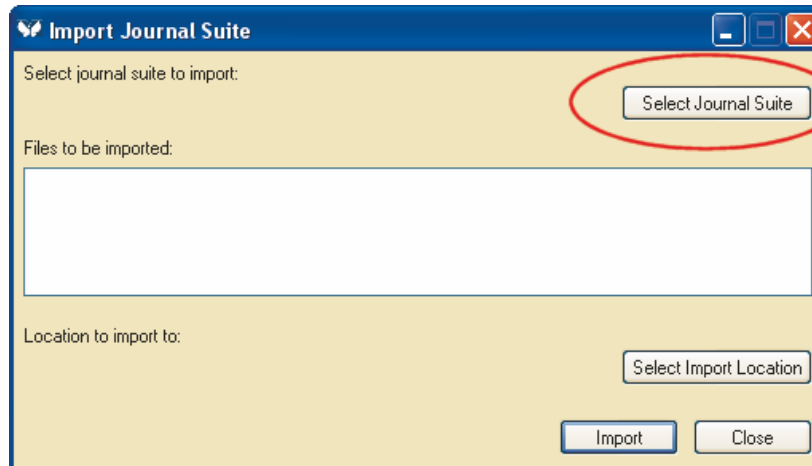 Import Journal Suite
Select journal suite to import:
Select Journal Suite
Files to be imported:
Location to import to:
Select Import Location
Import Close